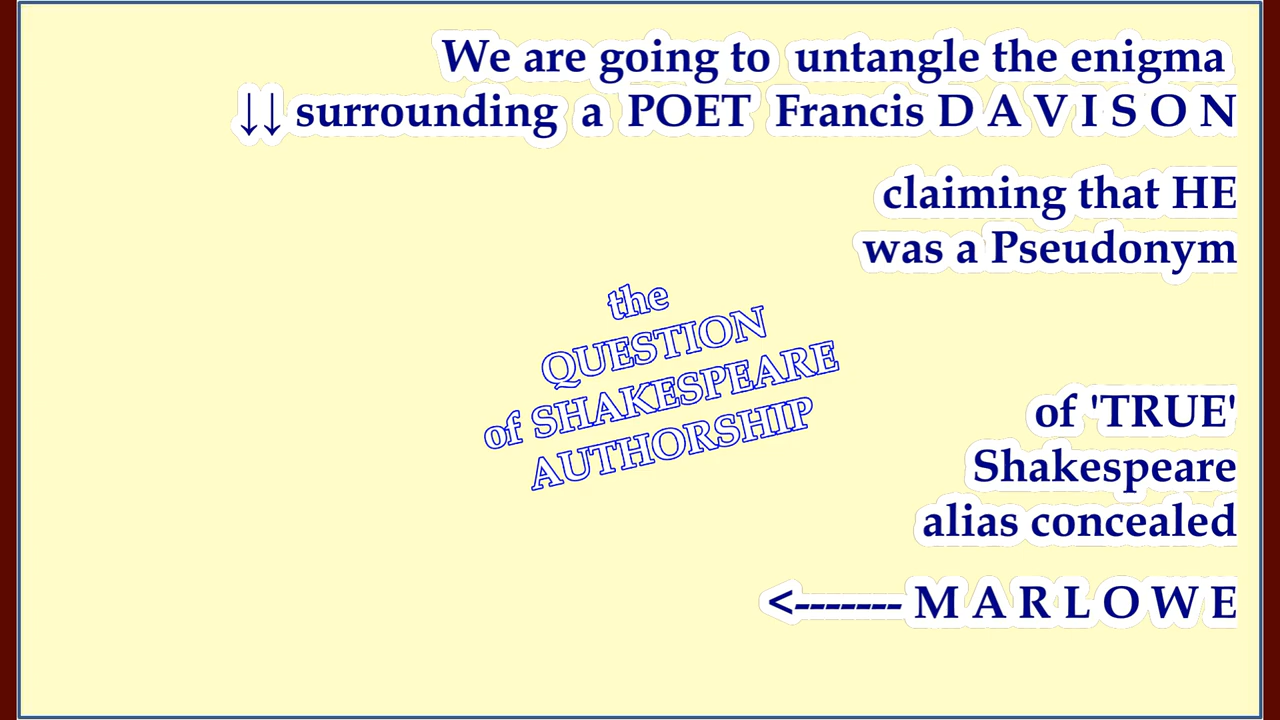 We are going to untangle the enigma
↓↓ surrounding a POET Francis D A V I S O N
claiming that HE
was a Pseudonym
the
QUESTION
of SHAKESPEARE
AUTHORSHIP
of 'TRUE'
Shakespeare
alias concealed
<------- M A R L O W E